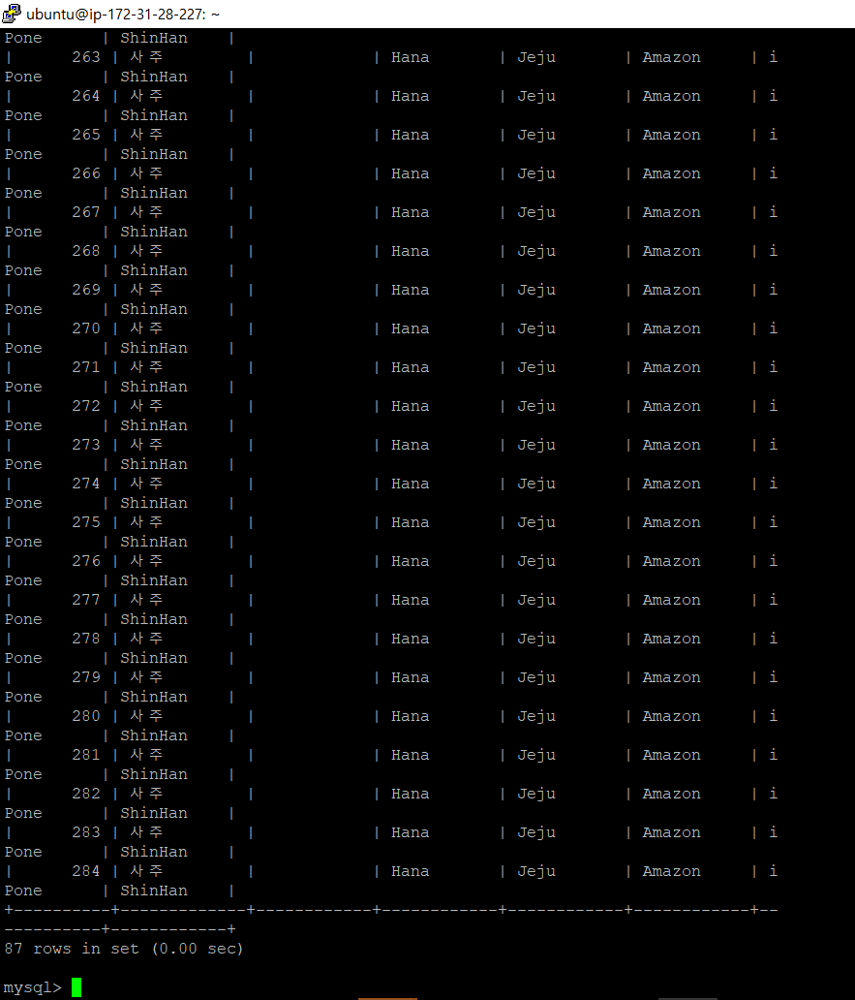 ubuntu@ip-172-31-28-227: ~
Pone      | ShinHan    |
|      263 | 사주         |            | Hana       | Jeju       | Amazon     | i
Pone      | ShinHan    |
|      264 | 사주         |            | Hana       | Jeju       | Amazon     | i
Pone      | ShinHan    |
|      265 | 사주         |            | Hana       | Jeju       | Amazon     | i
Pone      | ShinHan    |
|      266 | 사주         |            | Hana       | Jeju       | Amazon     | i
Pone      | ShinHan    |
|      267 | 사주         |            | Hana       | Jeju       | Amazon     | i
Pone      | ShinHan    |
|      268 | 사주         |            | Hana       | Jeju       | Amazon     | i
Pone      | ShinHan    |
|      269 | 사주         |            | Hana       | Jeju       | Amazon     | i
Pone      | ShinHan    |
|      270 | 사주         |            | Hana       | Jeju       | Amazon     | i
Pone      | ShinHan    |
|      271 | 사주         |            | Hana       | Jeju       | Amazon     | i
Pone      | ShinHan    |
|      272 | 사주         |            | Hana       | Jeju       | Amazon     | i
Pone      | ShinHan    |
|      273 | 사주         |            | Hana       | Jeju       | Amazon     | i
Pone      | ShinHan    |
|      274 | 사주         |            | Hana       | Jeju       | Amazon     | i
Pone      | ShinHan    |
|      275 | 사주         |            | Hana       | Jeju       | Amazon     | i
Pone      | ShinHan    |
|      276 | 사주         |            | Hana       | Jeju       | Amazon     | i
Pone      | ShinHan    |
|      277 | 사주         |            | Hana       | Jeju       | Amazon     | i
Pone      | ShinHan    |
|      278 | 사주         |            | Hana       | Jeju       | Amazon     | i
Pone      | ShinHan    |
|      279 | 사주         |            | Hana       | Jeju       | Amazon     | i
Pone      | ShinHan    |
|      280 | 사주         |            | Hana       | Jeju       | Amazon     | i
Pone      | ShinHan    |
|      281 | 사주         |            | Hana       | Jeju       | Amazon     | i
Pone      | ShinHan    |
|      282 | 사주         |            | Hana       | Jeju       | Amazon     | i
Pone      | ShinHan    |
|      283 | 사주         |            | Hana       | Jeju       | Amazon     | i
Pone      | ShinHan    |
|      284 | 사주         |            | Hana       | Jeju       | Amazon     | i
Pone      | ShinHan    |
+----------+-------------+------------+------------+------------+------------+--
----------+------------+
87 rows in set (0.00 sec)
mysql>